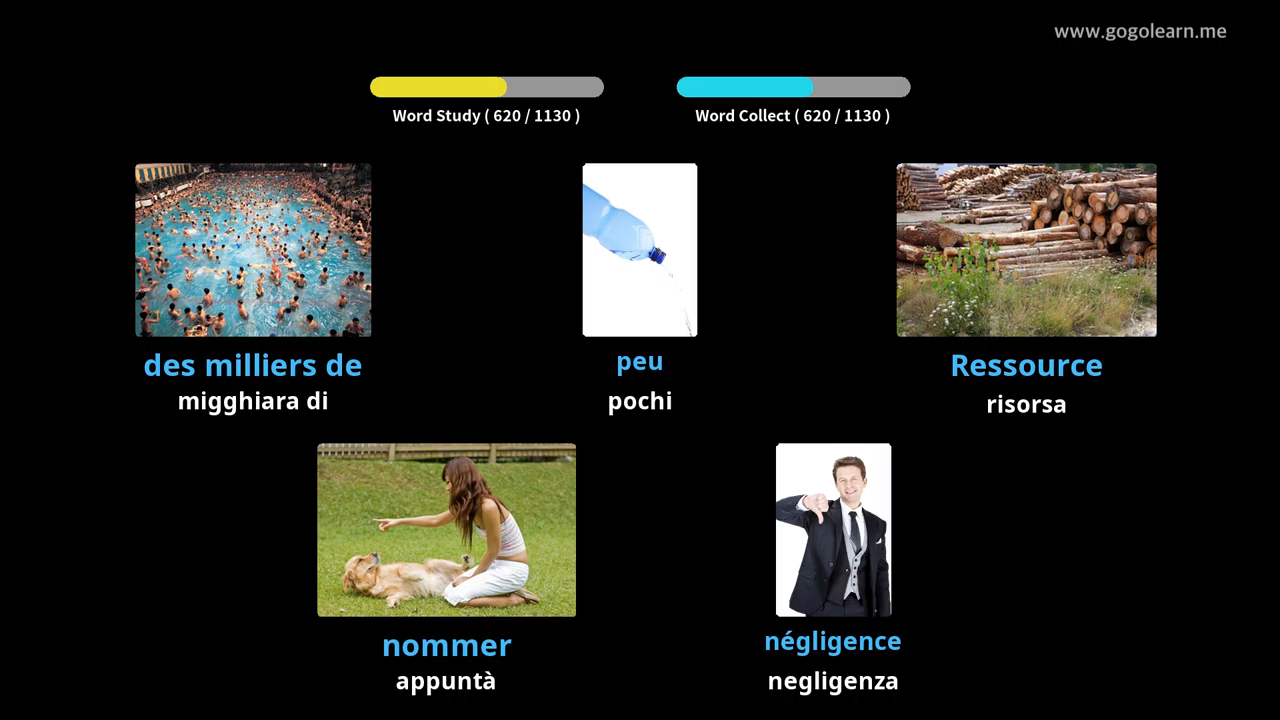 www.gogolearn.me
Word Study ( 620 / 1130 )
Word Collect ( 620 / 1130 )
des milliers de
migghiara di
peu
pochi
Ressource
risorsa
nommer
appuntà
négligence
negligenza